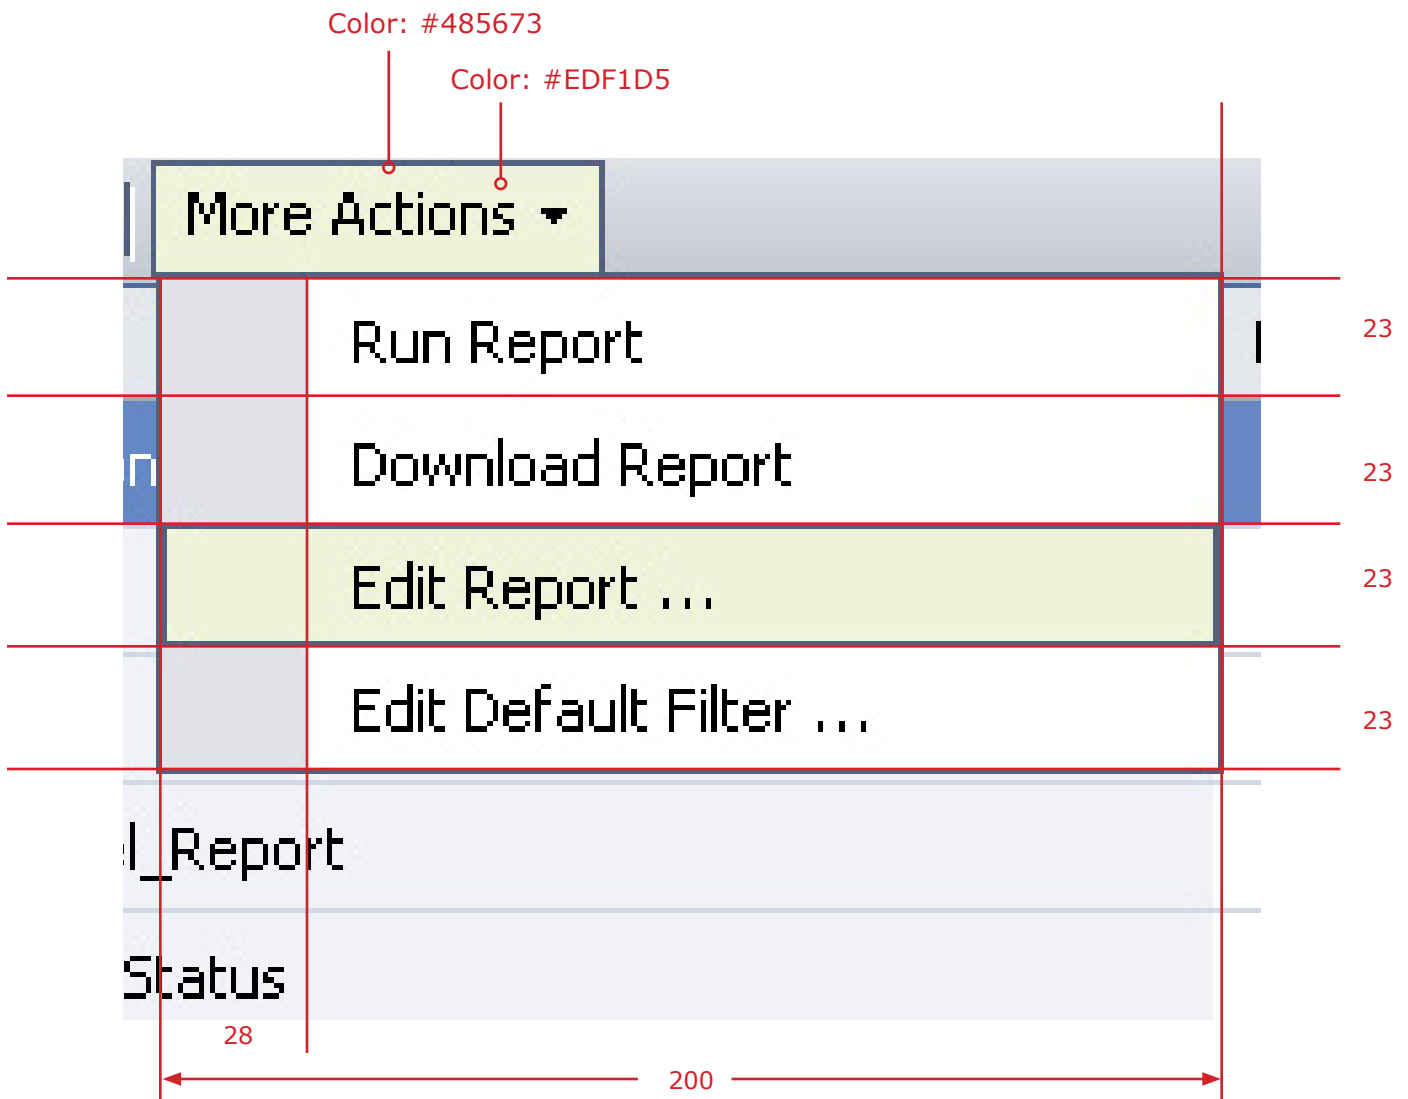 Color: #485673
Color: #EDF1D5
More Actions
Run Report
23
Download Report
23
Edit Report ...
23
Edit Default Filter ...
23
l_Report
Status
28
200